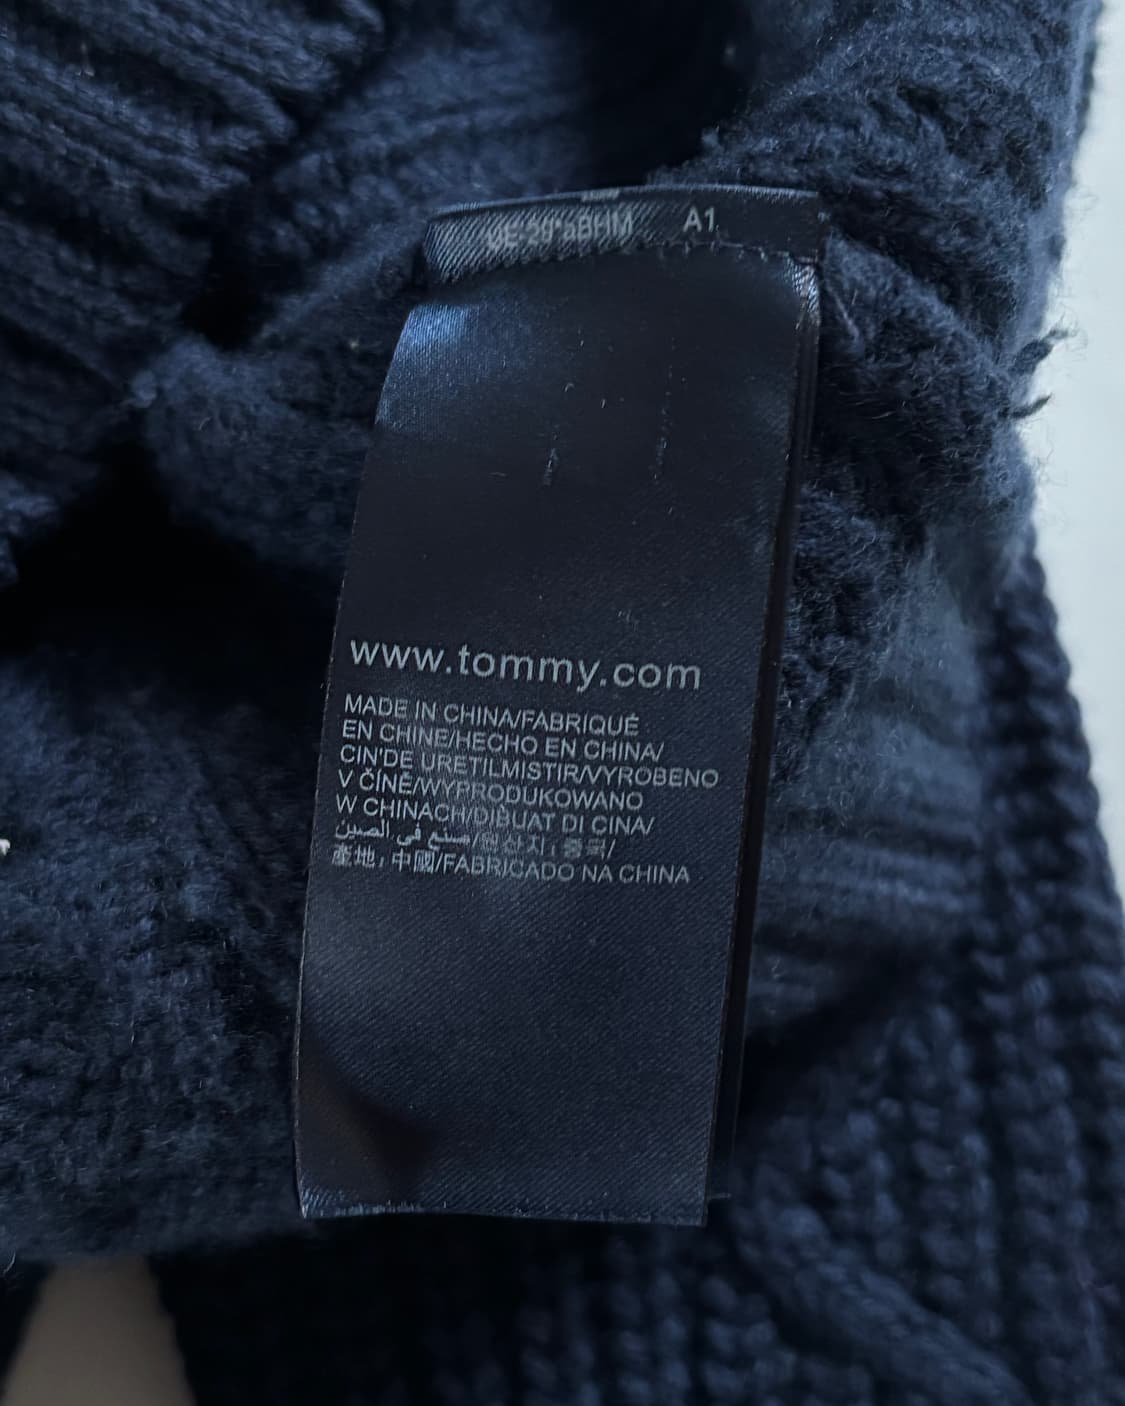 A1
www.tommy.com
MADE IN CHINA/FABRIQUÉ
EN CHINE/HECHO EN CHINA/
CIN'DE URETILMISTIR/VYROBENO
V ČÍNĚ/WYPRODUKOWANO
W CHINACH/DIBUAT DI CINA/
صنع في الصين/
產地: 中國/FABRICADO NA CHINA